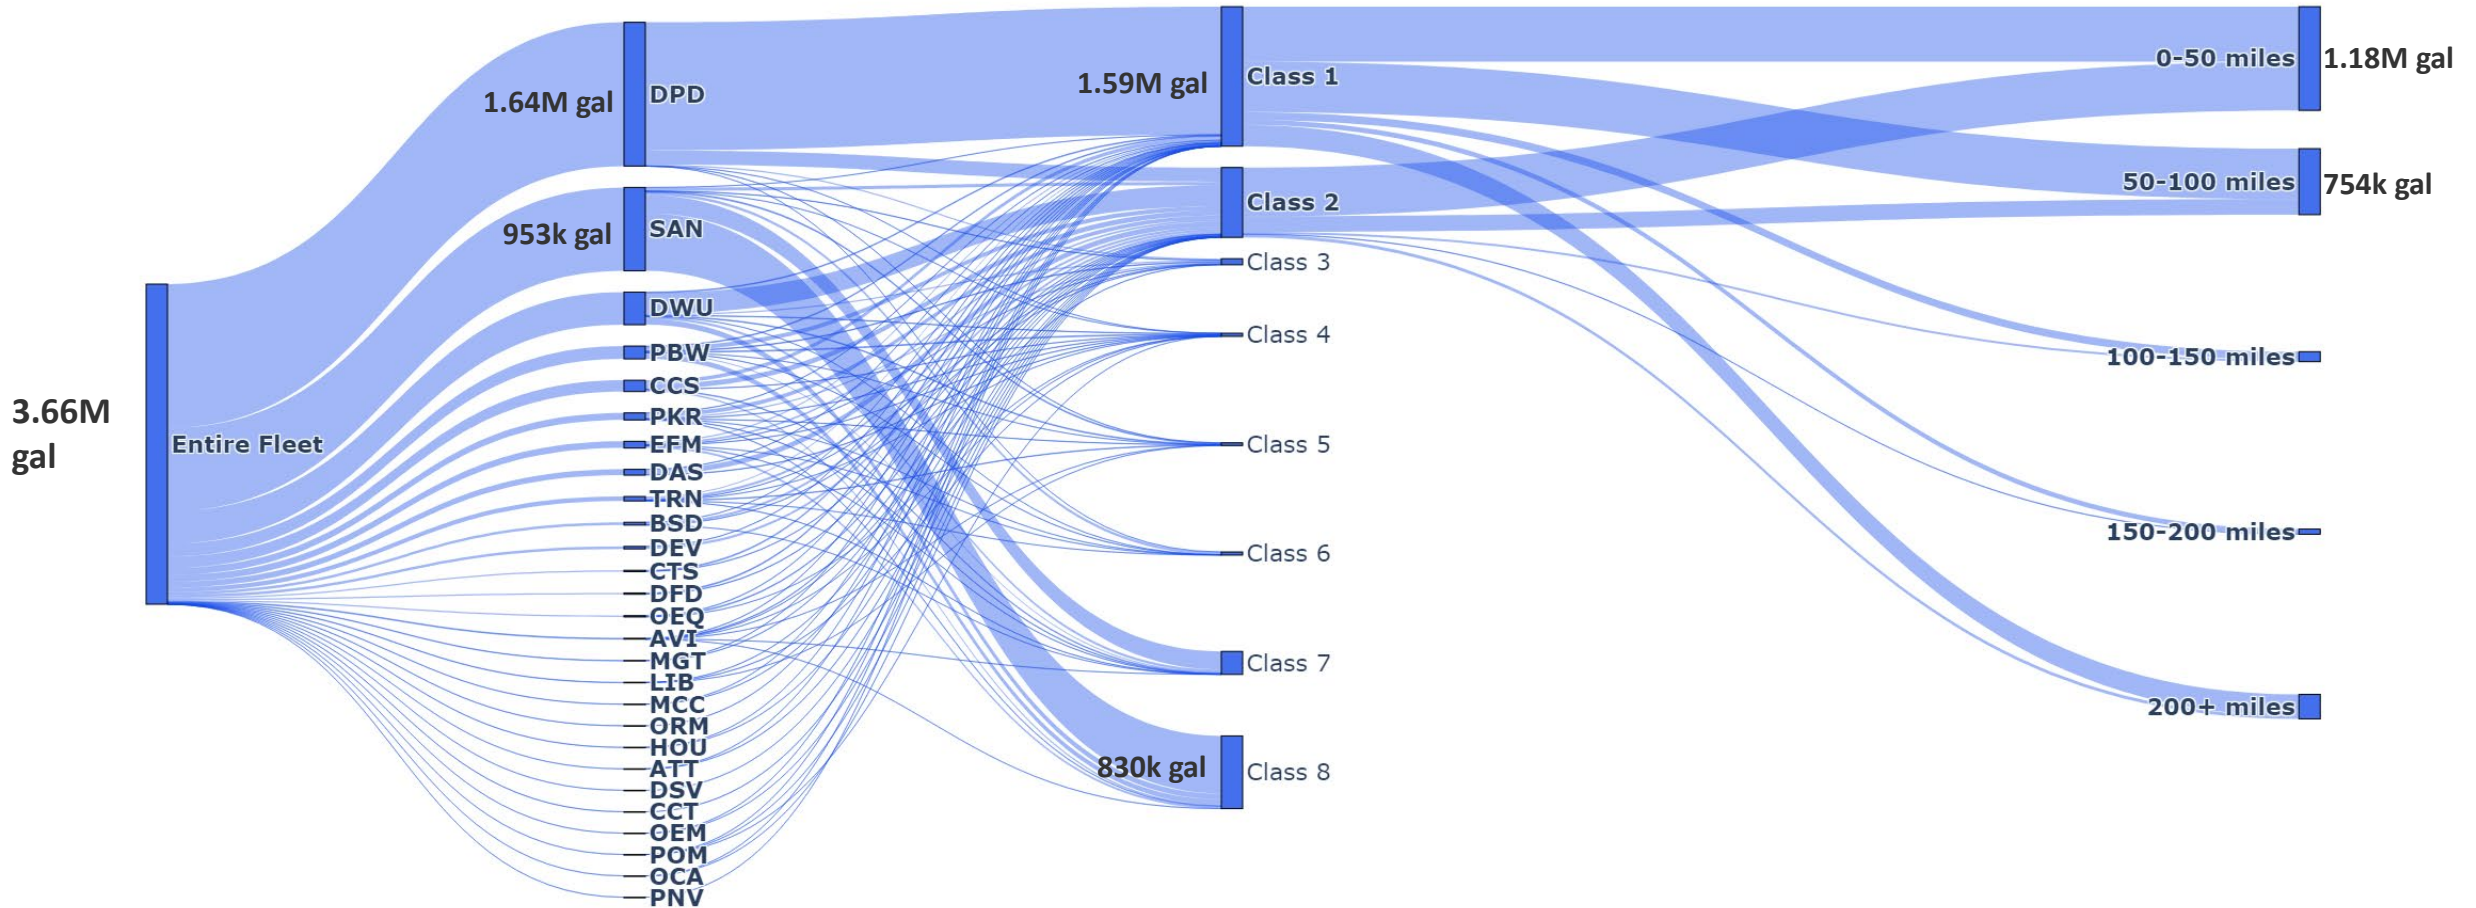 3.66M
gal
Entire Fleet
1.64M gal
DPD
953k gal
SAN
DWU
PBW
CCS
PKR
EFM
DAS
TRN
BSD
DEV
CTS
DFD
OEQ
AVI
MGT
LIB
MCC
ORM
HOU
ATT
DSV
CCT
OEM
POM
OCA
PNV
1.59M gal
Class 1
Class 2
Class 3
Class 4
Class 5
Class 6
Class 7
830k gal
Class 8
0-50 miles
1.18M gal
50-100 miles
754k gal
100-150 miles
150-200 miles
200+ miles